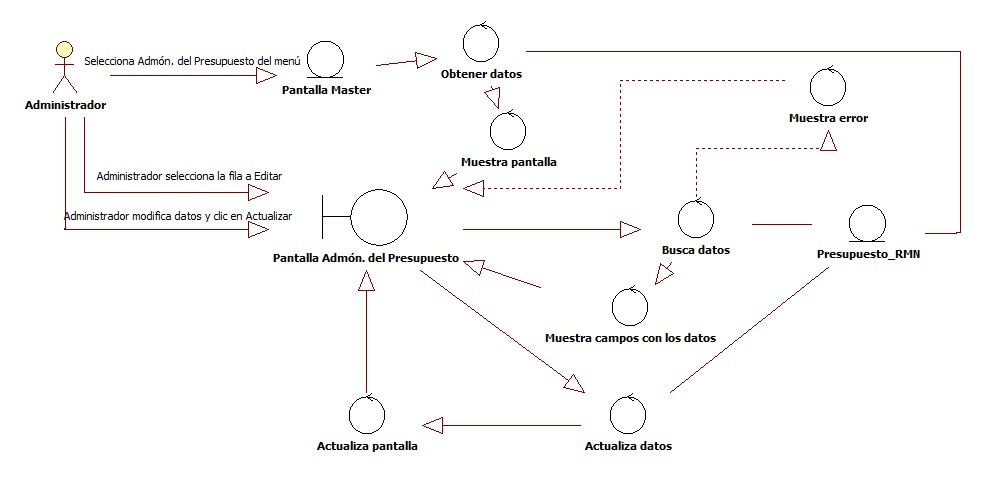 Selecciona Admón. del Presupuesto del menú
Administrador
Pantalla Master
Obtener datos
Muestra error
Muestra pantalla
Administrador selecciona la fila a Editar
Administrador modifica datos y clic en Actualizar
Pantalla Admón. del Presupuesto
Busca datos
Presupuesto_RMN
Muestra campos con los datos
Actualiza pantalla
Actualiza datos